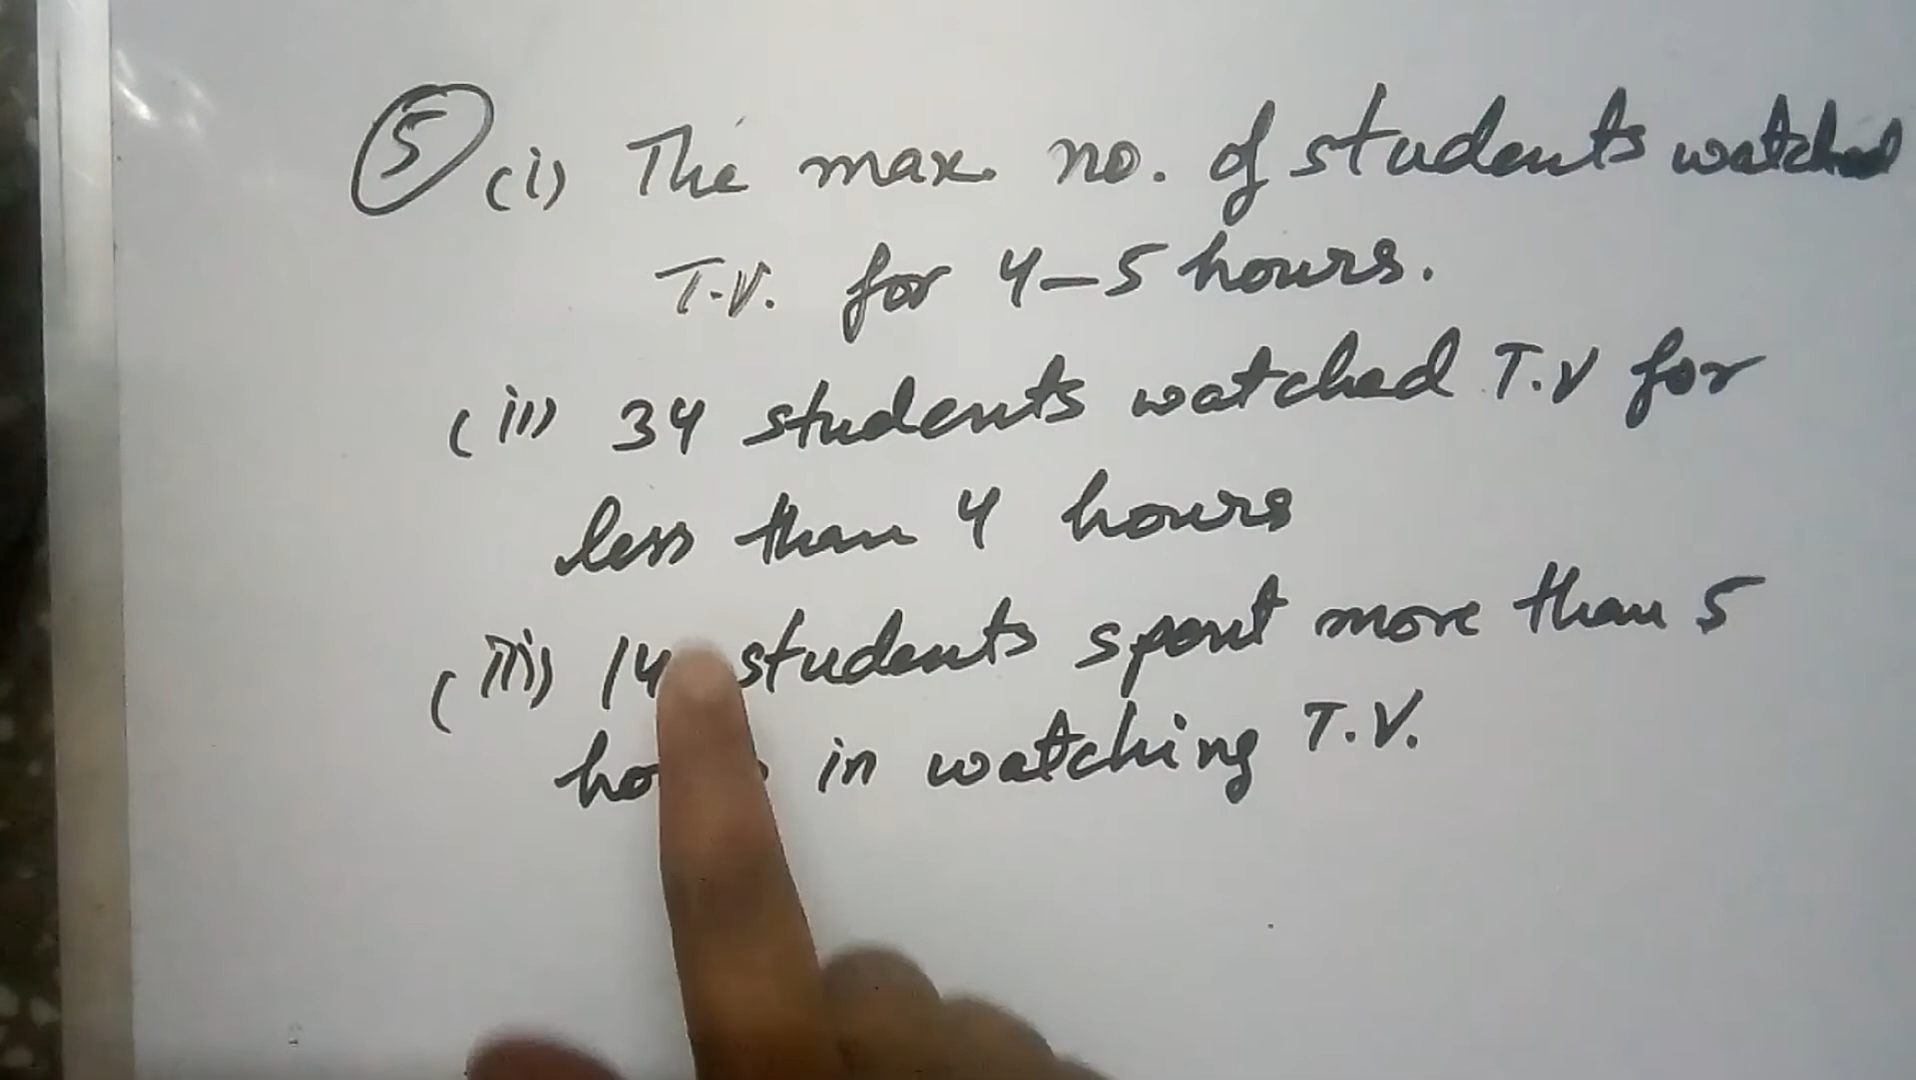 5 (i) The max. no. of students watched
T.V. for 4-5 hours.
(ii) 34 students watched T.V for
less than 4 hours
(iii) 14 students spent more than 5
in watching T.V.